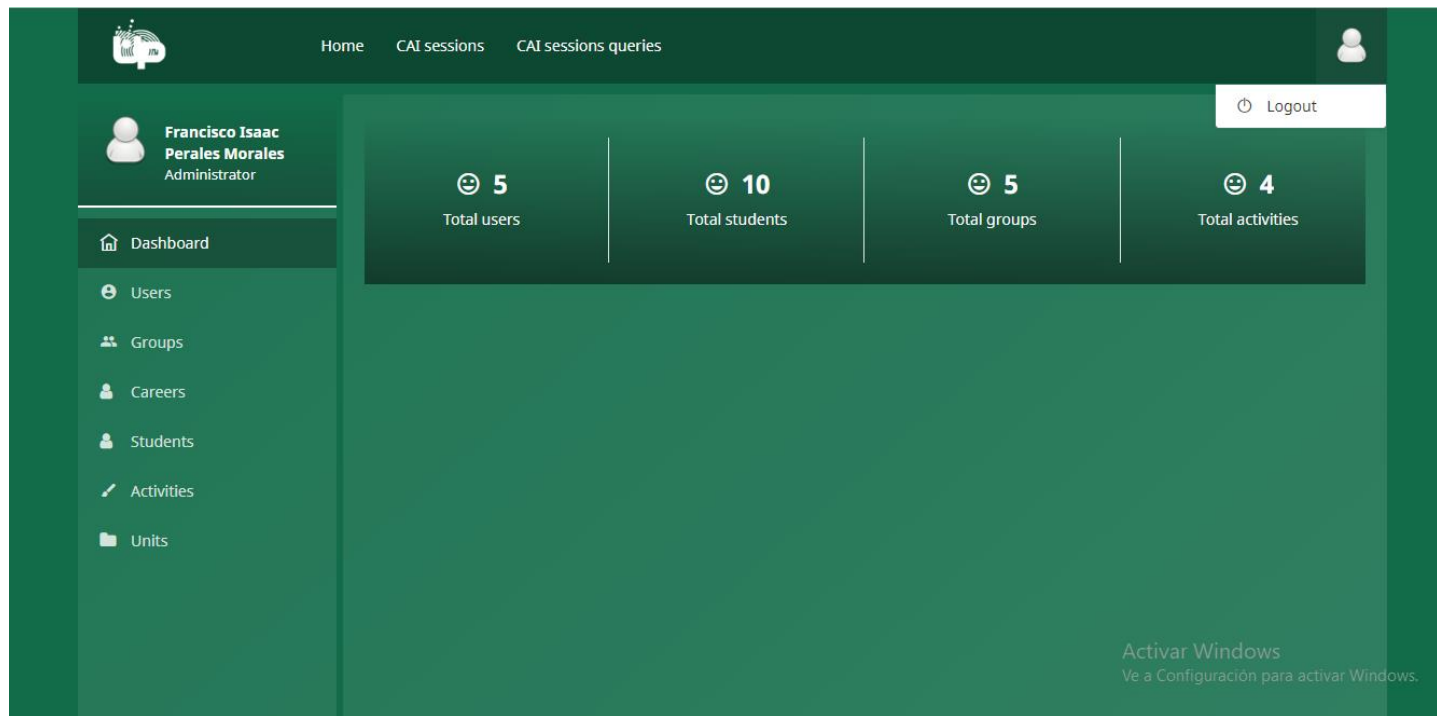 Home CAI sessions CAI sessions queries
Logout
Francisco Isaac
Perales Morales
Administrator
5
Total users
10
Total students
5
Total groups
4
Total activities
Dashboard
Users
Groups
Careers
Students
Activities
Units
Activar Windows
Ve a Configuración para activar Windows.